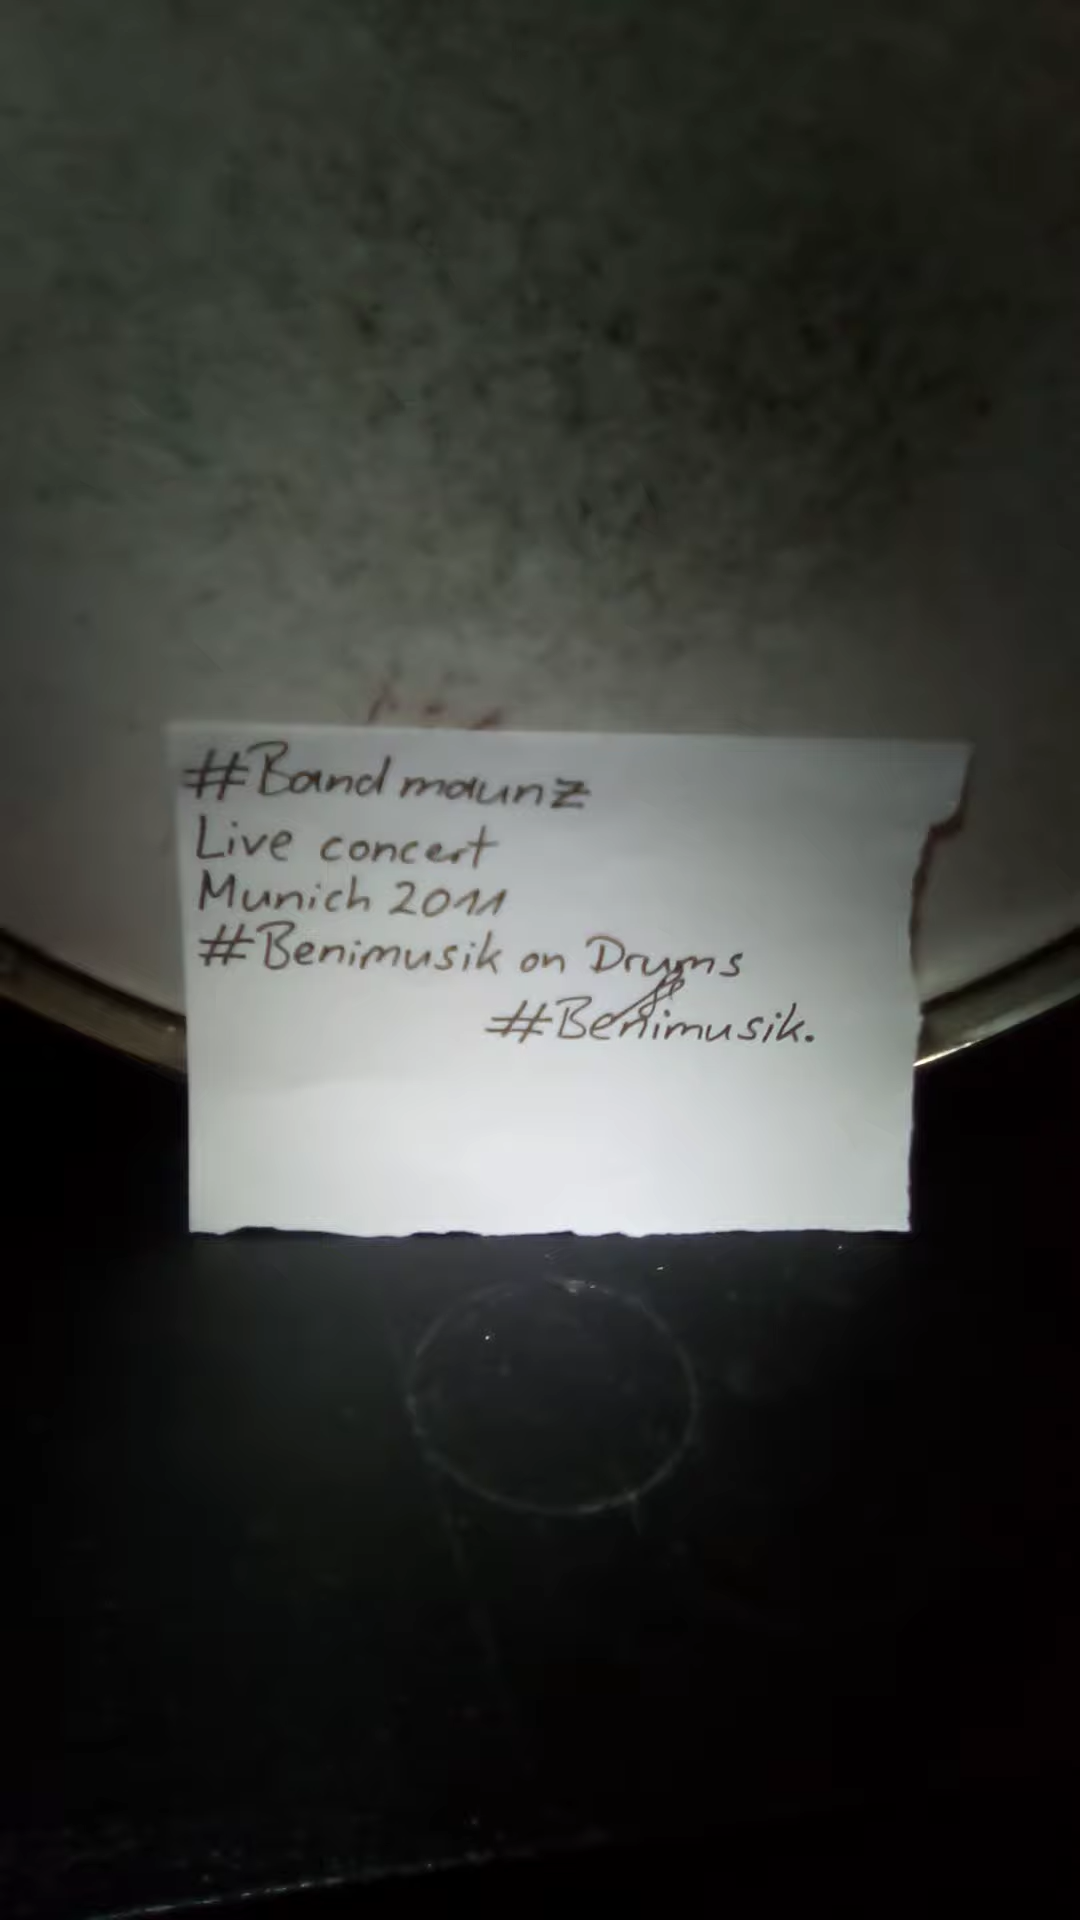 #Bandmaunz
Live concert
Munich 2011
#Benimusik on Drums
#Benimusik.